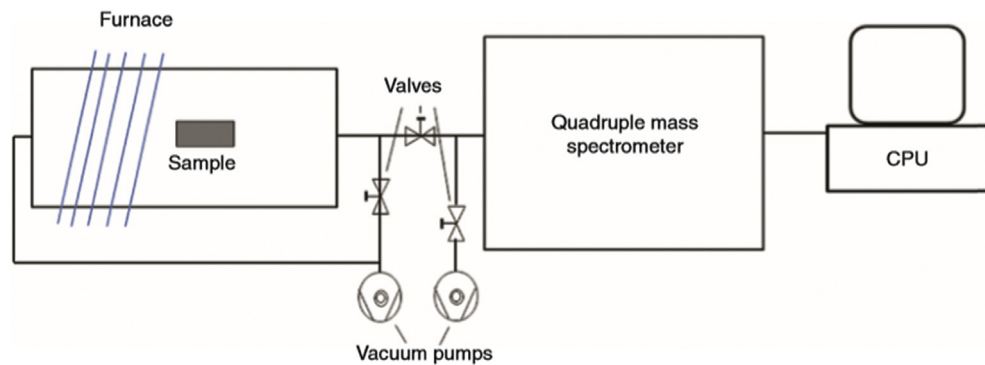 Furnace
Valves
Sample
Quadruple mass
spectrometer
CPU
Vacuum pumps